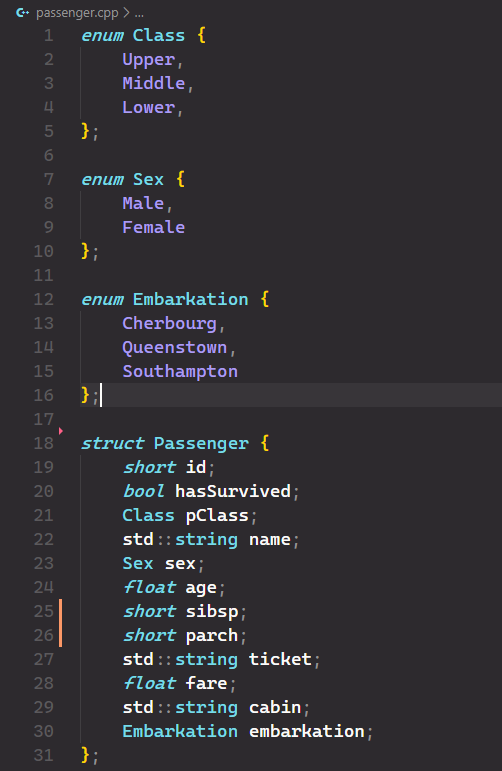 passenger.cpp > ...
1 enum Class {
2     Upper,
3     Middle,
4     Lower,
5 };
6
7 enum Sex {
8     Male,
9     Female
10 };
11
12 enum Embarkation {
13     Cherbourg,
14     Queenstown,
15     Southampton
16 };
17
18 struct Passenger {
19     short id;
20     bool hasSurvived;
21     Class pClass;
22     std::string name;
23     Sex sex;
24     float age;
25     short sibsp;
26     short parch;
27     std::string ticket;
28     float fare;
29     std::string cabin;
30     Embarkation embarkation;
31 };